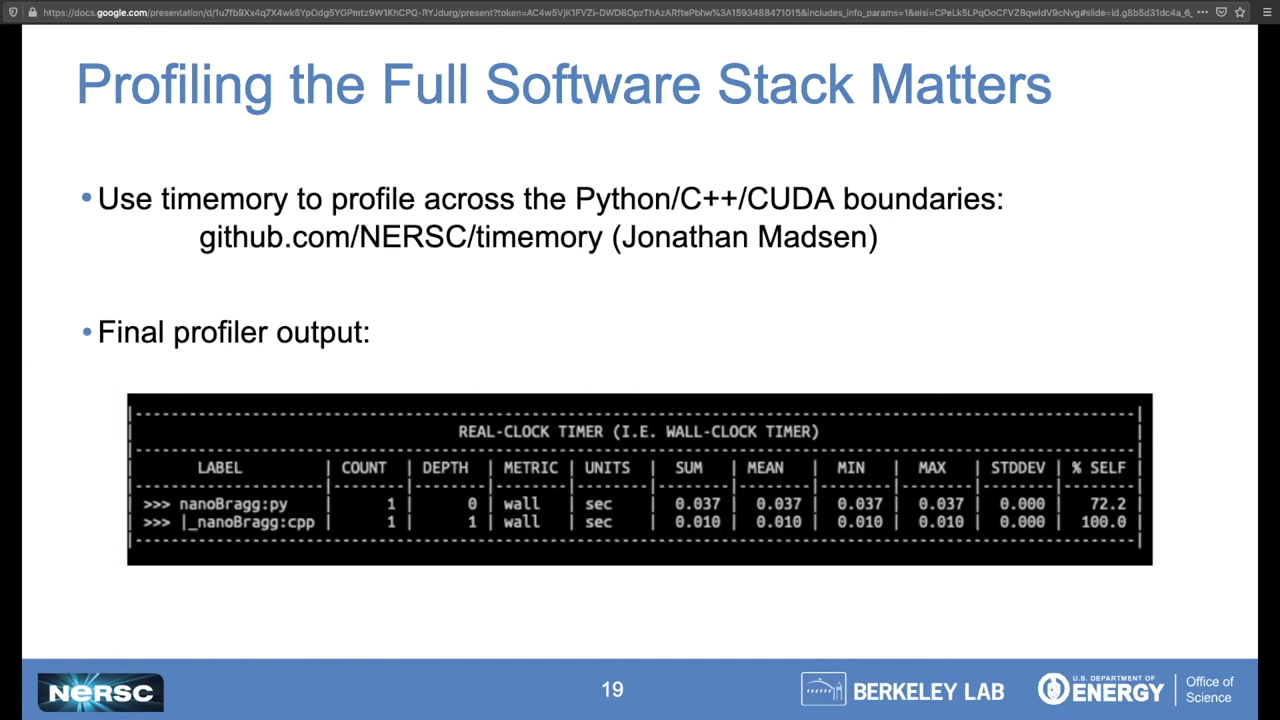 Profiling the Full Software Stack Matters
• Use timemory to profile across the Python/C++/CUDA boundaries:
github.com/NERSC/timemory (Jonathan Madsen)
• Final profiler output:
REAL-CLOCK TIMER (I.E. WALL-CLOCK TIMER)
LABEL | COUNT | DEPTH | METRIC | UNITS | SUM | MEAN | MIN | MAX | STDDEV | % SELF
>>> nanoBragg:py | 1 | 0 | wall | sec | 0.037 | 0.037 | 0.037 | 0.037 | 0.000 | 72.2
>>> |_nanoBragg:cpp | 1 | 1 | wall | sec | 0.010 | 0.010 | 0.010 | 0.010 | 0.000 | 100.0
NERSC
19
BERKELEY LAB
U.S. DEPARTMENT OF
ENERGY
Office of
Science